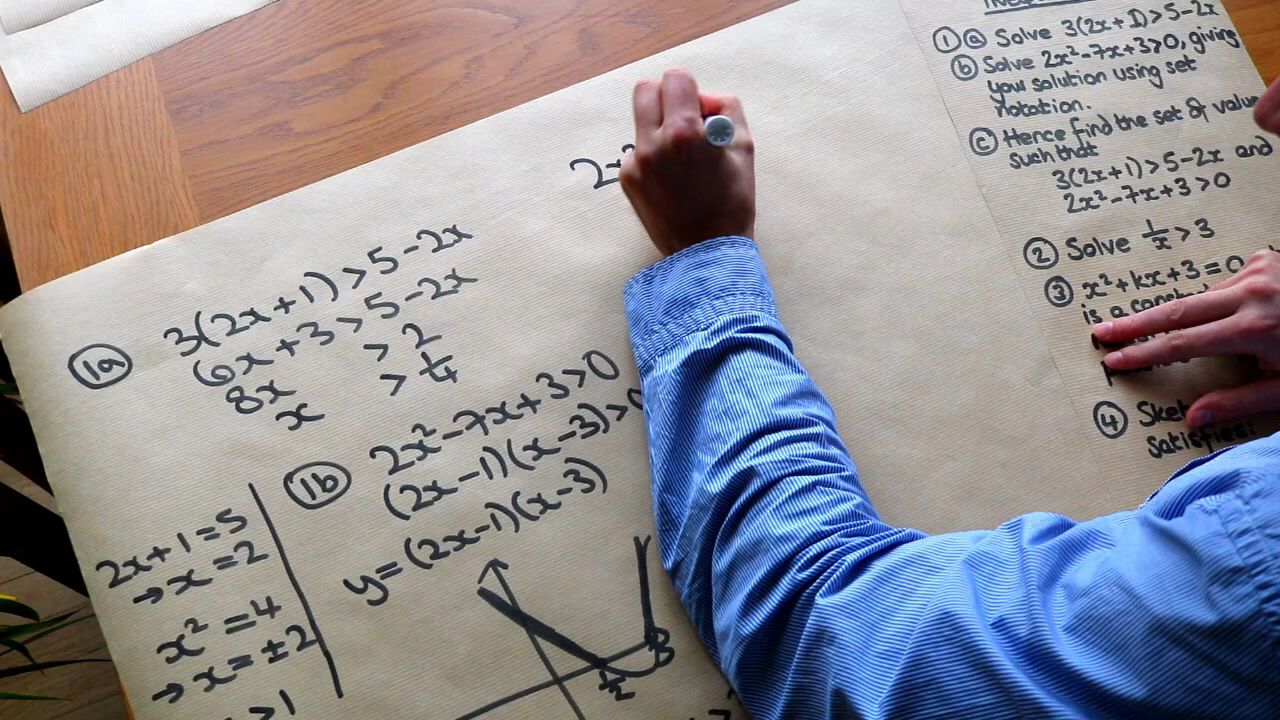 1a
3(2x+1) > 5-2x
6x+3 > 5-2x
8x > 2
x > 1/4
1b
2x²-7x+3>0
(2x-1)(x-3)>0
y=(2x-1)(x-3)
1/2
3
2x+1=5
→ x=2
x²=4
→ x=±2
>1
① ⓐ Solve 3(2x+1)>5-2x
ⓑ Solve 2x²-7x+3>0, giving
your solution using set
notation.
ⓒ Hence find the set of value
such that
3(2x+1)>5-2x and
2x²-7x+3>0
② Solve 1/x > 3
③ x²+kx+3=0
is a
④ Sket
satisfies: